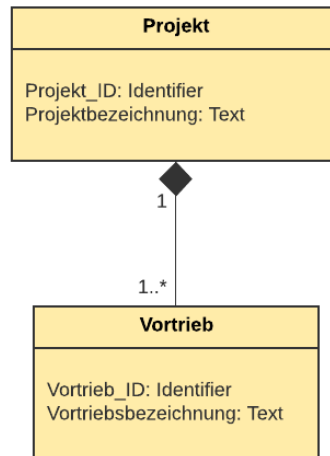 Projekt
Projekt_ID: Identifier
Projektbezeichnung: Text
1
1..*
Vortrieb
Vortrieb_ID: Identifier
Vortriebsbezeichnung: Text